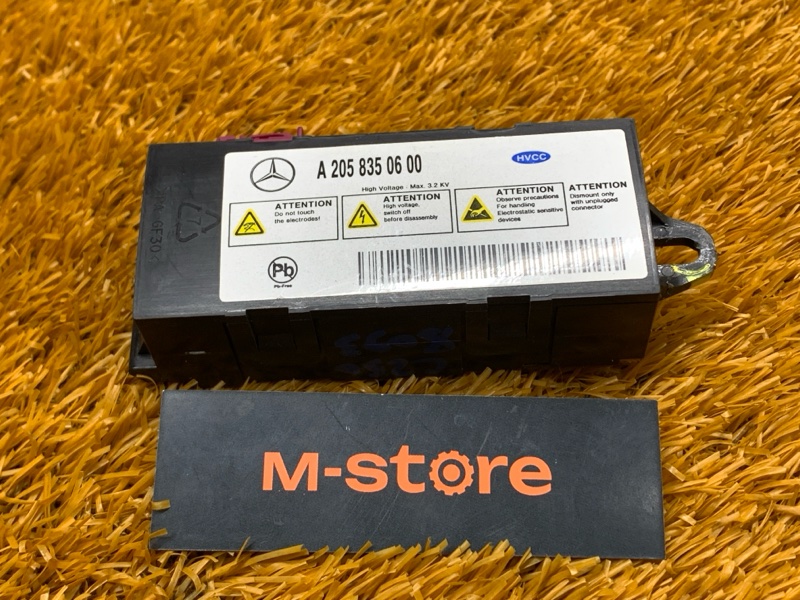 A 205 835 0 6 00
HVCC
High Voltage : Max. 3.2 KV
ATTENTION
Do not touch
the electrodes!
ATTENTION
High voltage,
switch off
before disassembly
ATTENTION
Observe precautions
For handling
Electrostatic sensitive
devices
ATTENTION
Dismount only
with unplugged
connector
Pb
Pb-Free
M-store